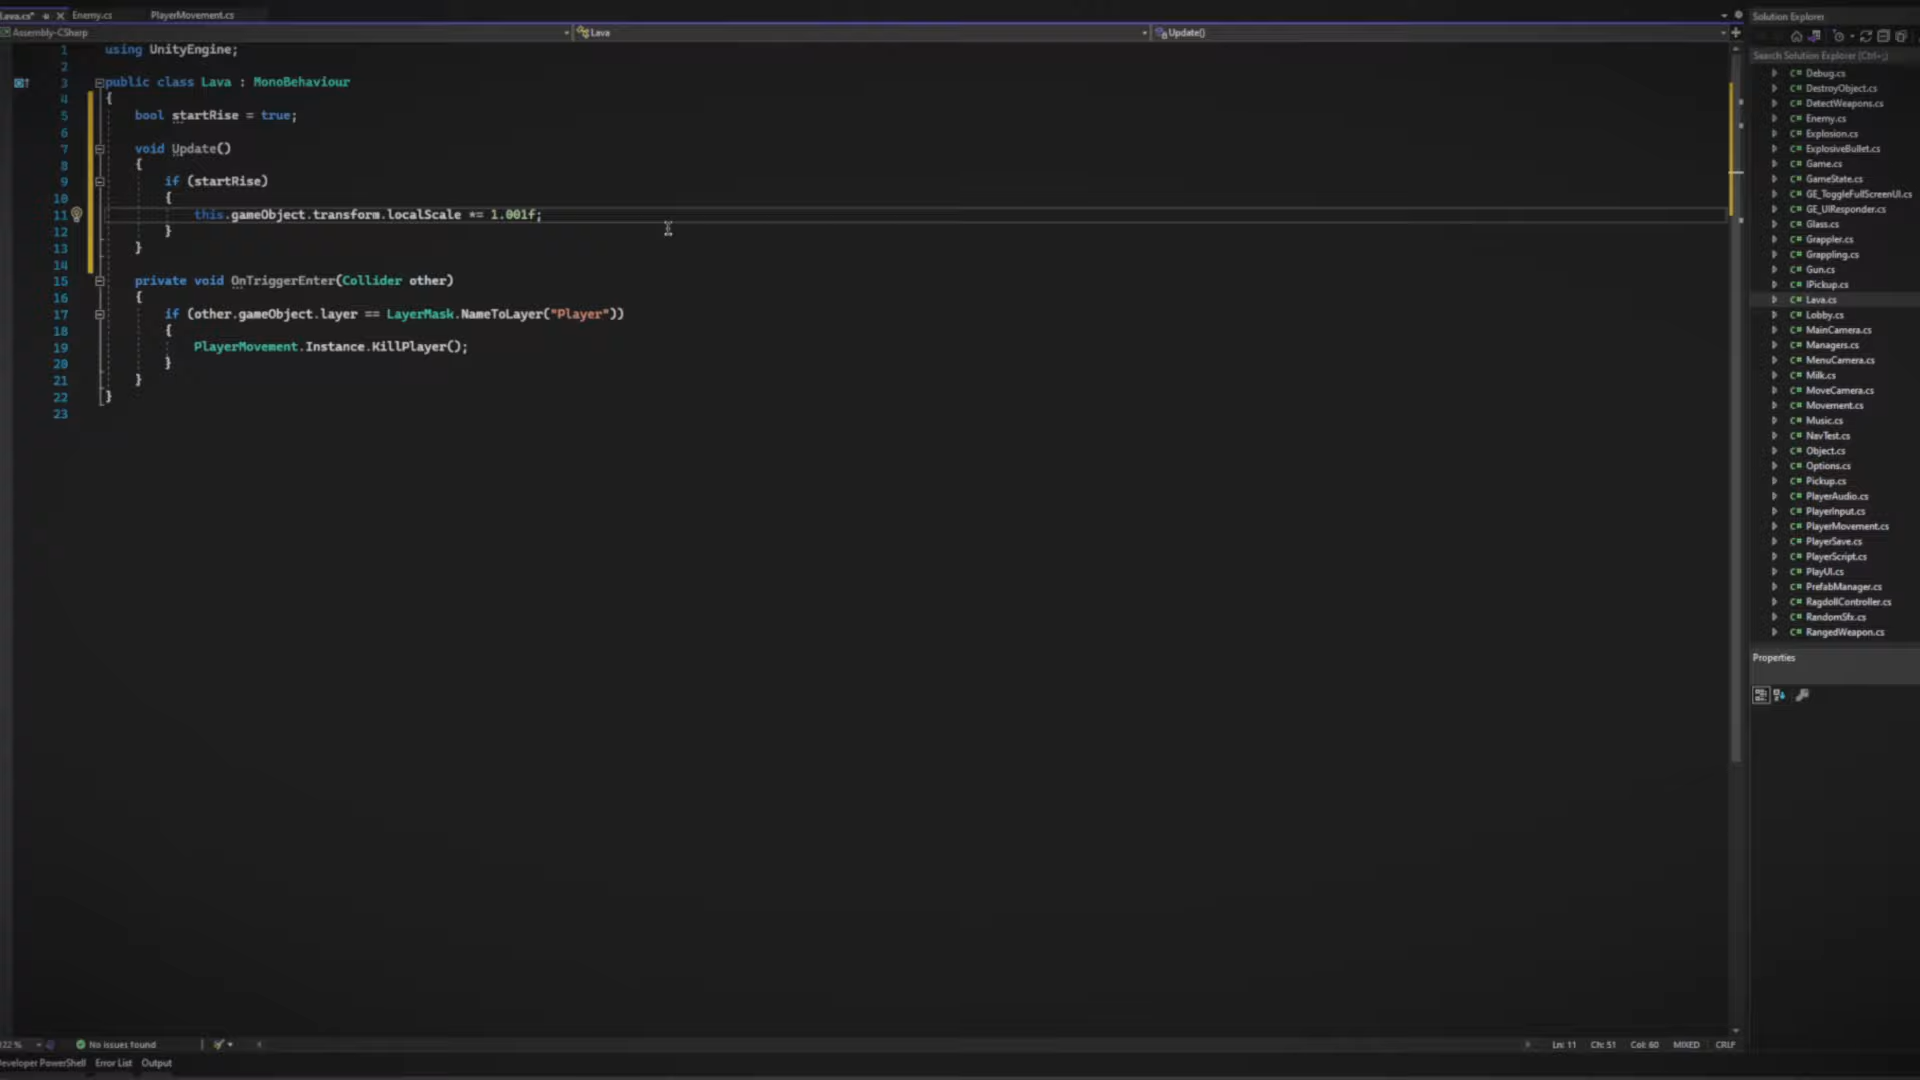 Lava.cs*
Enemy.cs
PlayerMovement.cs
Assembly-CSharp
Lava
Update()
1 using UnityEngine;
2
3 public class Lava : MonoBehaviour
4 {
5 bool startRise = true;
6
7 void Update()
8 {
9 if (startRise)
10 {
11 this.gameObject.transform.localScale *= 1.001f;
12 }
13 }
14
15 private void OnTriggerEnter(Collider other)
16 {
17 if (other.gameObject.layer == LayerMask.NameToLayer("Player"))
18 {
19 PlayerMovement.Instance.KillPlayer();
20 }
21 }
22 }
23
Solution Explorer
Search Solution Explorer (Ctrl+;)
C# Debug.cs
C# DestroyObject.cs
C# DetectWeapons.cs
C# Enemy.cs
C# Explosion.cs
C# ExplosiveBullet.cs
C# Game.cs
C# GameState.cs
C# GE_ToggleFullScreenUI.cs
C# GE_UIResponder.cs
C# Glass.cs
C# Grappler.cs
C# Grappling.cs
C# Gun.cs
C# IPickup.cs
C# Lava.cs
C# Lobby.cs
C# MainCamera.cs
C# Managers.cs
C# MenuCamera.cs
C# Milk.cs
C# MoveCamera.cs
C# Movement.cs
C# Music.cs
C# NavTest.cs
C# Object.cs
C# Options.cs
C# Pickup.cs
C# PlayerAudio.cs
C# PlayerInput.cs
C# PlayerMovement.cs
C# PlayerSave.cs
C# PlayerScript.cs
C# PlayUI.cs
C# PrefabManager.cs
C# RagdollController.cs
C# RandomSfx.cs
C# RangedWeapon.cs
Properties
22 %
No issues found
Ln: 11 Ch: 51 Col: 60 MIXED CRLF
eveloper PowerShell Error List Output